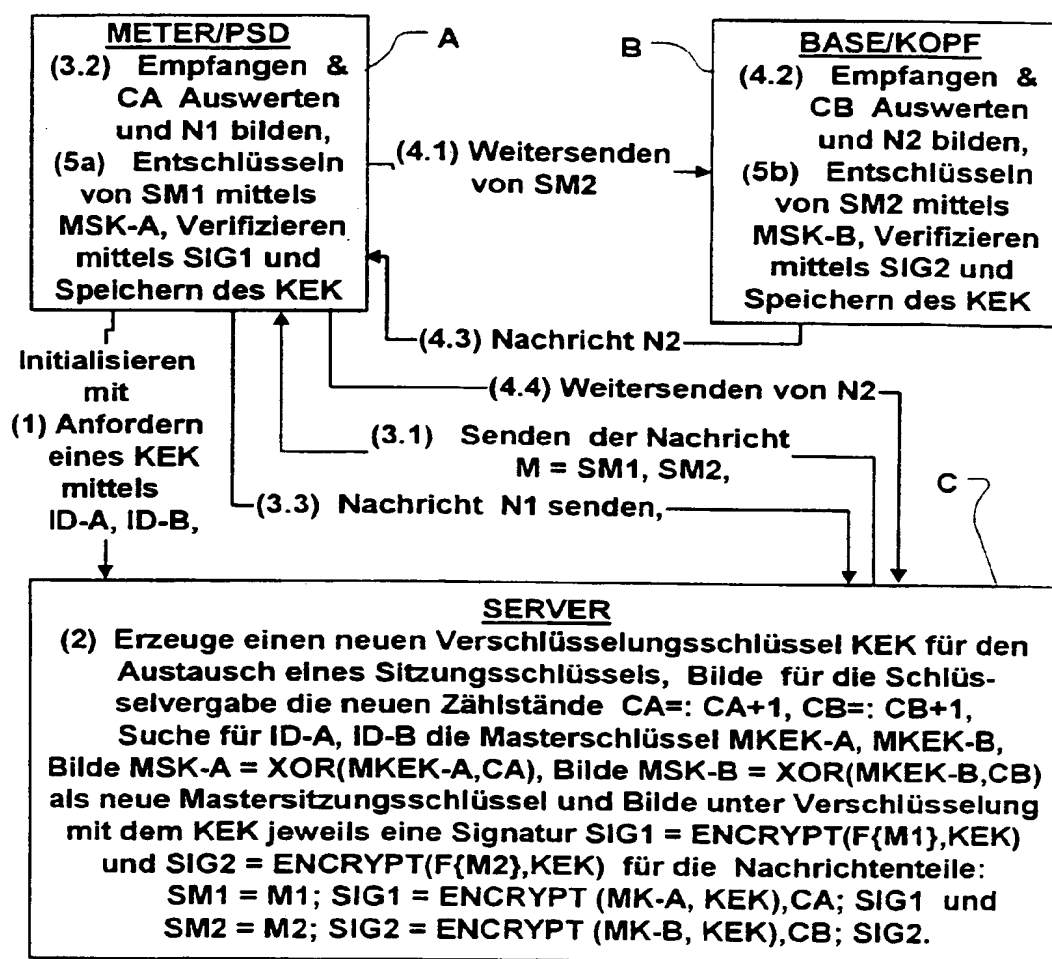 METER/PSD
(3.2) Empfangen &
CA Auswerten
und N1 bilden,
(5a) Entschlüsseln
von SM1 mittels
MSK-A, Verifizieren
mittels SIG1 und
Speichern des KEK
A
B
BASE/KOPF
(4.2) Empfangen &
CB Auswerten
und N2 bilden,
(5b) Entschlüsseln
von SM2 mittels
MSK-B, Verifizieren
mittels SIG2 und
Speichern des KEK
(4.1) Weitersenden
von SM2
(4.3) Nachricht N2
(4.4) Weitersenden von N2
(3.1) Senden der Nachricht
M = SM1, SM2,
(3.3) Nachricht N1 senden,
Initialisieren
mit
(1) Anfordern
eines KEK
mittels
ID-A, ID-B,
C
SERVER
(2) Erzeuge einen neuen Verschlüsselungsschlüssel KEK für den
Austausch eines Sitzungsschlüssels, Bilde für die Schlüs-
selvergabe die neuen Zählstände CA=: CA+1, CB=: CB+1,
Suche für ID-A, ID-B die Masterschlüssel MKEK-A, MKEK-B,
Bilde MSK-A = XOR(MKEK-A,CA), Bilde MSK-B = XOR(MKEK-B,CB)
als neue Mastersitzungsschlüssel und Bilde unter Verschlüsselung
mit dem KEK jeweils eine Signatur SIG1 = ENCRYPT(F{M1},KEK)
und SIG2 = ENCRYPT(F{M2},KEK) für die Nachrichtenteile:
SM1 = M1; SIG1 = ENCRYPT (MK-A, KEK),CA; SIG1 und
SM2 = M2; SIG2 = ENCRYPT (MK-B, KEK),CB; SIG2.